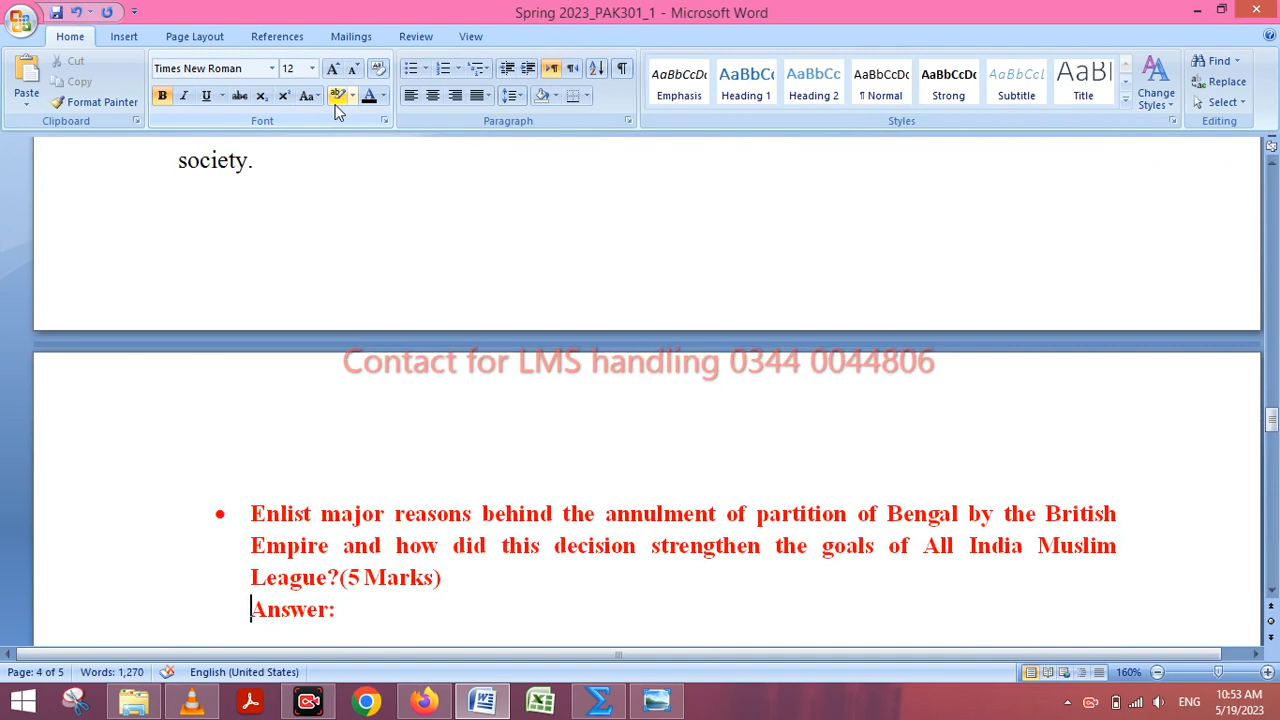 Spring 2023_PAK301_1 - Microsoft Word
Home Insert Page Layout References Mailings Review View
Paste
Cut
Copy
Format Painter
Clipboard
Times New Roman 12
Font
Paragraph
AaBbCcDc AaBbCc AaBbCc AaBbCcDc AaBbCcDc AaBbCcDc AaBl
Emphasis Heading 1 Heading 2 ¶ Normal Strong Subtitle Title
Change Styles
Styles
Find
Replace
Select
Editing
society.
Contact for LMS handling 0344 0044806
• Enlist major reasons behind the annulment of partition of Bengal by the British
Empire and how did this decision strengthen the goals of All India Muslim
League?(5 Marks)
Answer:
Page: 4 of 5 Words: 1,270 English (United States) 160%
ENG 10:53 AM
5/19/2023